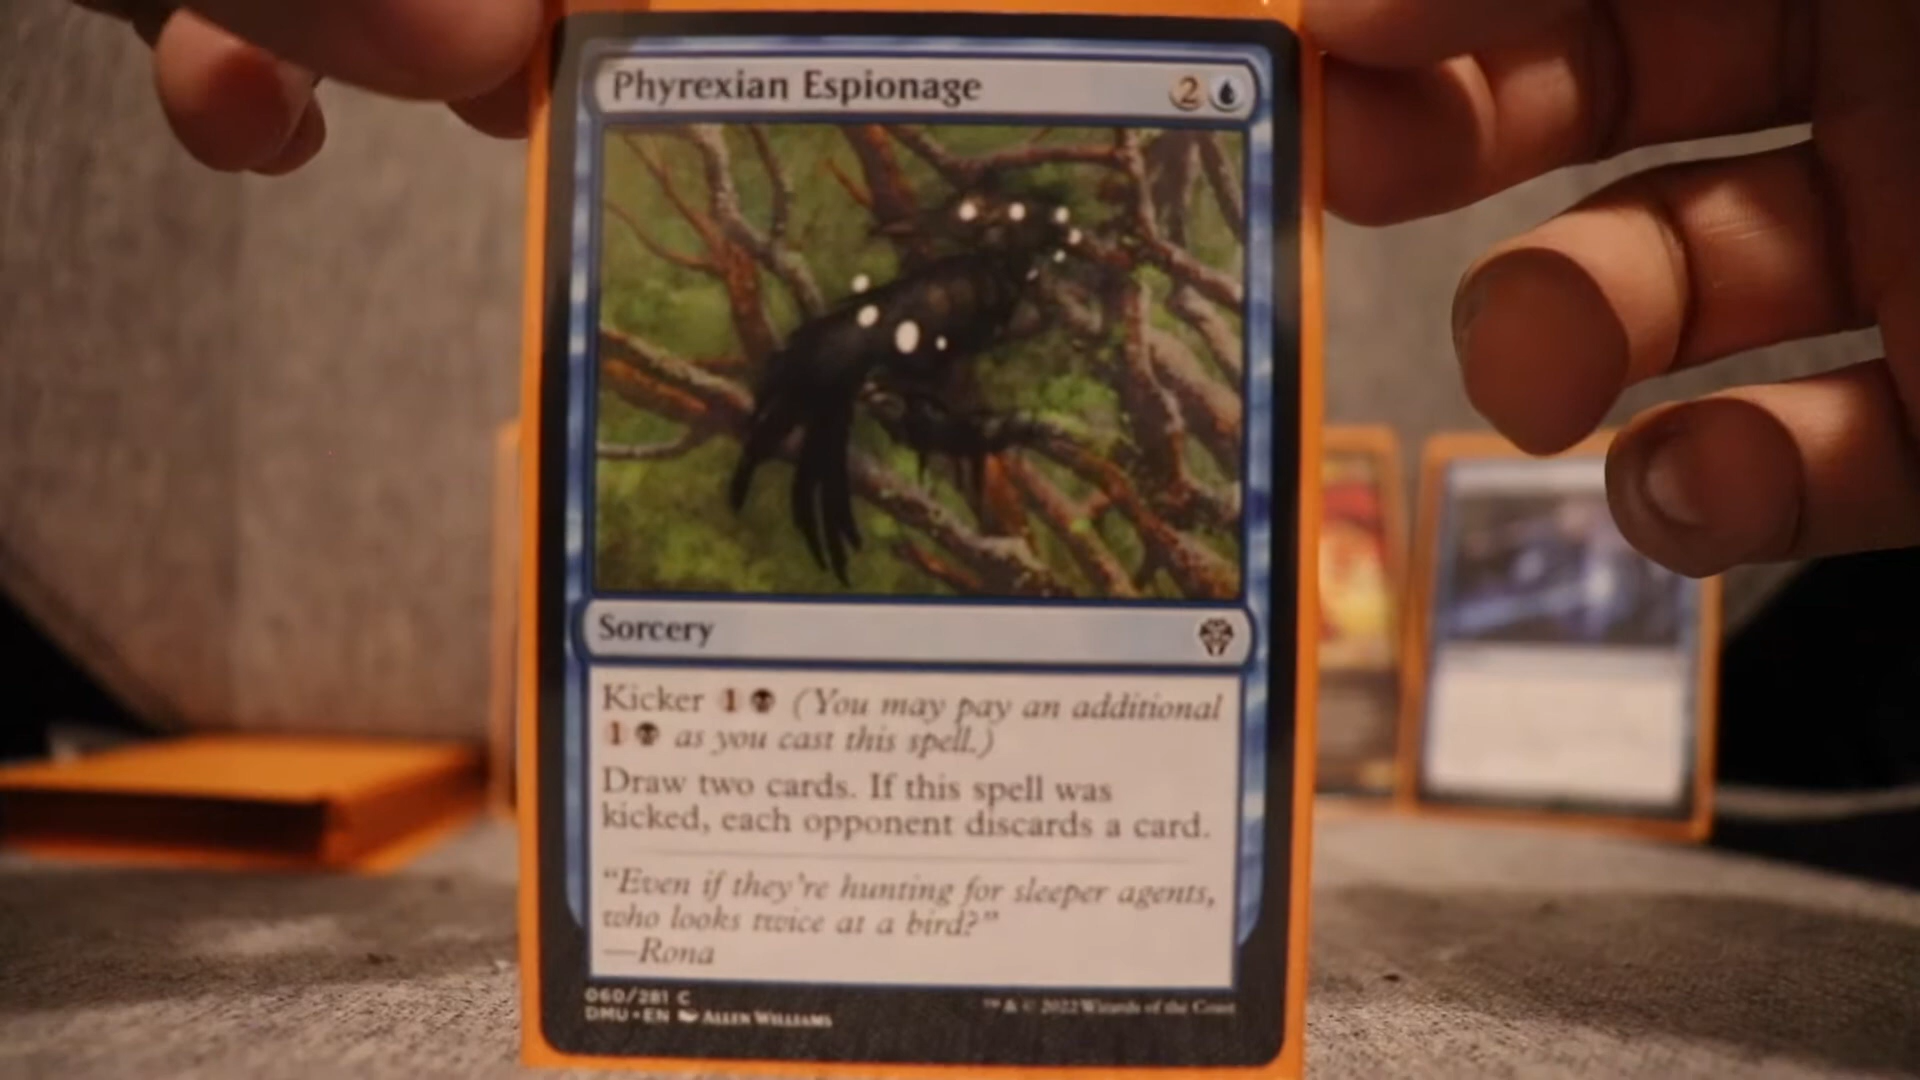 Phyrexian Espionage 2
Sorcery
Kicker 1 (You may pay an additional
1 as you cast this spell.)
Draw two cards. If this spell was
kicked, each opponent discards a card.
“Even if they’re hunting for sleeper agents,
who looks twice at a bird?”
—Rona
060/281 C
DMU • EN Allen Williams
™ & © 2022 Wizards of the Coast